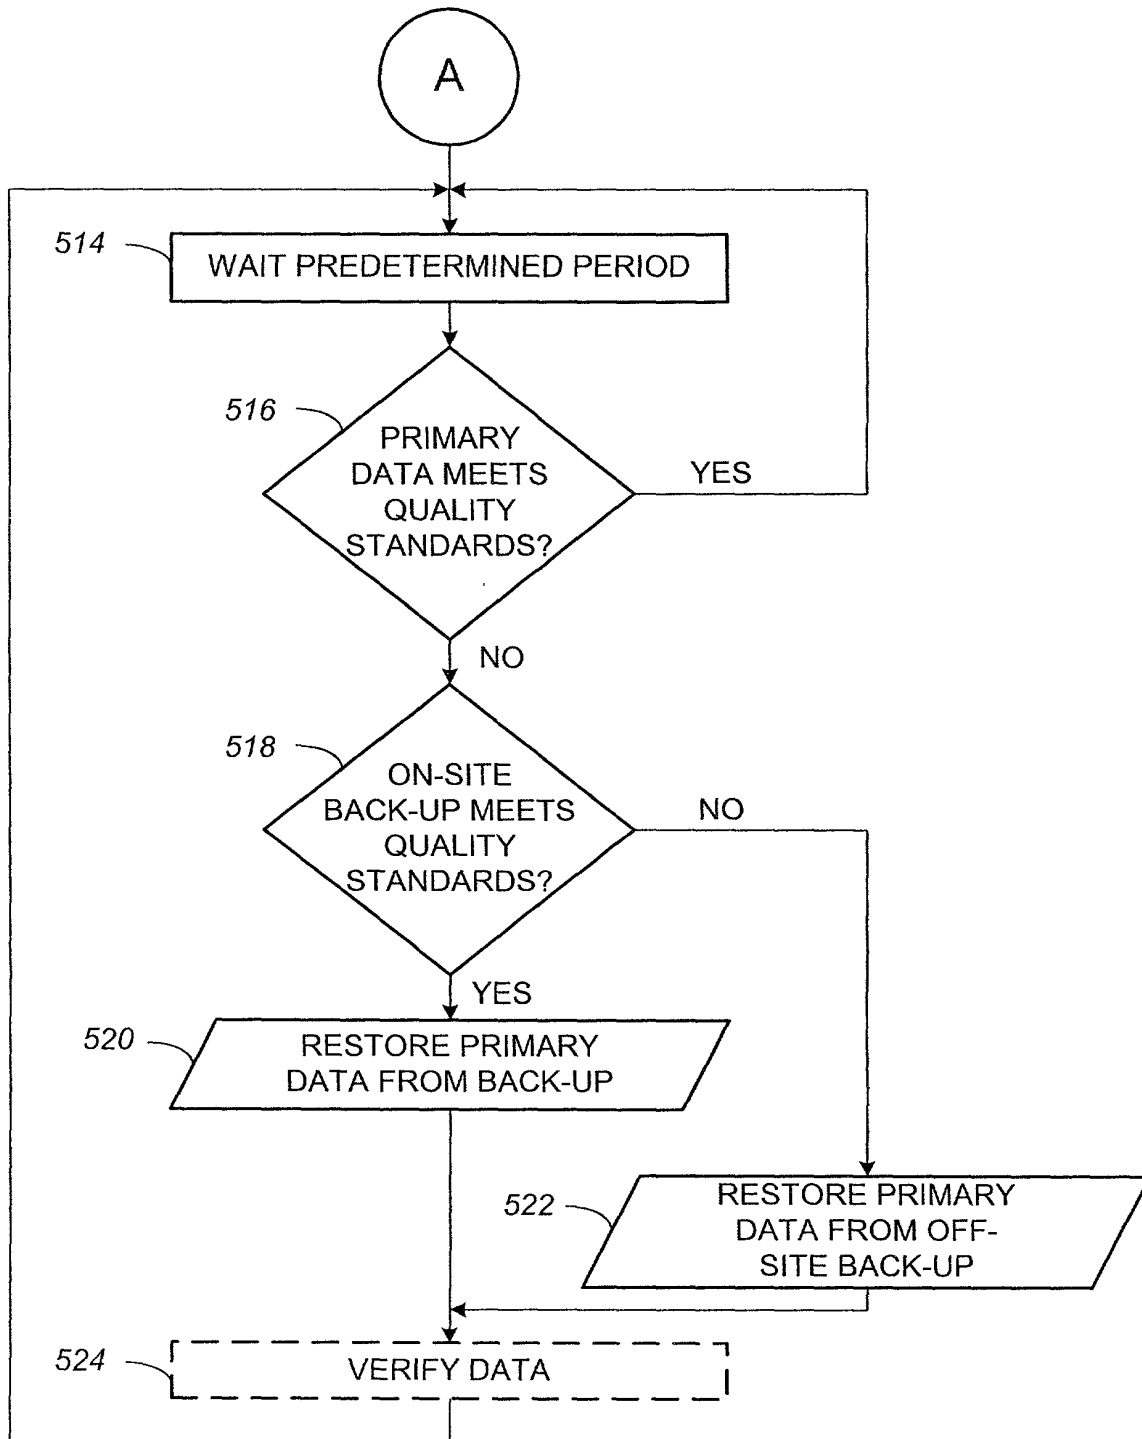 A
514
WAIT PREDETERMINED PERIOD
516
PRIMARY
DATA MEETS
QUALITY
STANDARDS?
YES
NO
518
ON-SITE
BACK-UP MEETS
QUALITY
STANDARDS?
NO
YES
520
RESTORE PRIMARY
DATA FROM BACK-UP
522
RESTORE PRIMARY
DATA FROM OFF-
SITE BACK-UP
524
VERIFY DATA